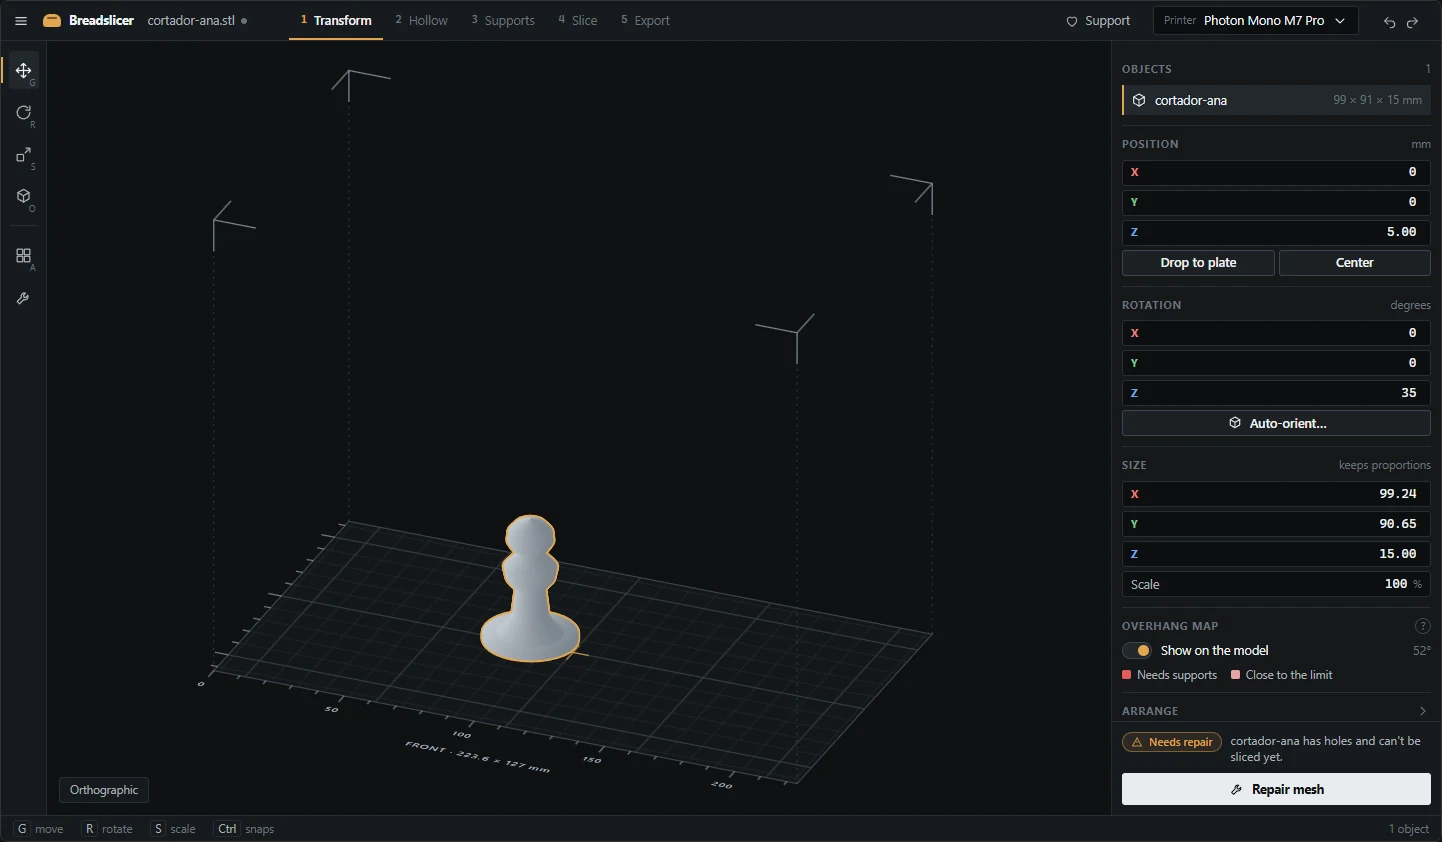 Breadslicer cortador-ana.stl
1 Transform 2 Hollow 3 Supports 4 Slice 5 Export
Support
Printer Photon Mono M7 Pro
G
R
S
O
A
OBJECTS 1
cortador-ana 99 × 91 × 15 mm
POSITION mm
X 0
Y 0
Z 5.00
Drop to plate Center
ROTATION degrees
X 0
Y 0
Z 35
Auto-orient...
SIZE keeps proportions
X 99.24
Y 90.65
Z 15.00
Scale 100 %
OVERHANG MAP ?
Show on the model 52°
Needs supports Close to the limit
ARRANGE
Needs repair cortador-ana has holes and can't be
sliced yet.
Repair mesh
0
50
100
150
200
FRONT · 223.6 × 127 mm
Orthographic
G move R rotate S scale Ctrl snaps
1 object